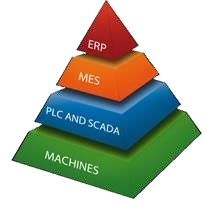 ERP
MES
PLC AND SCADA
MACHINES